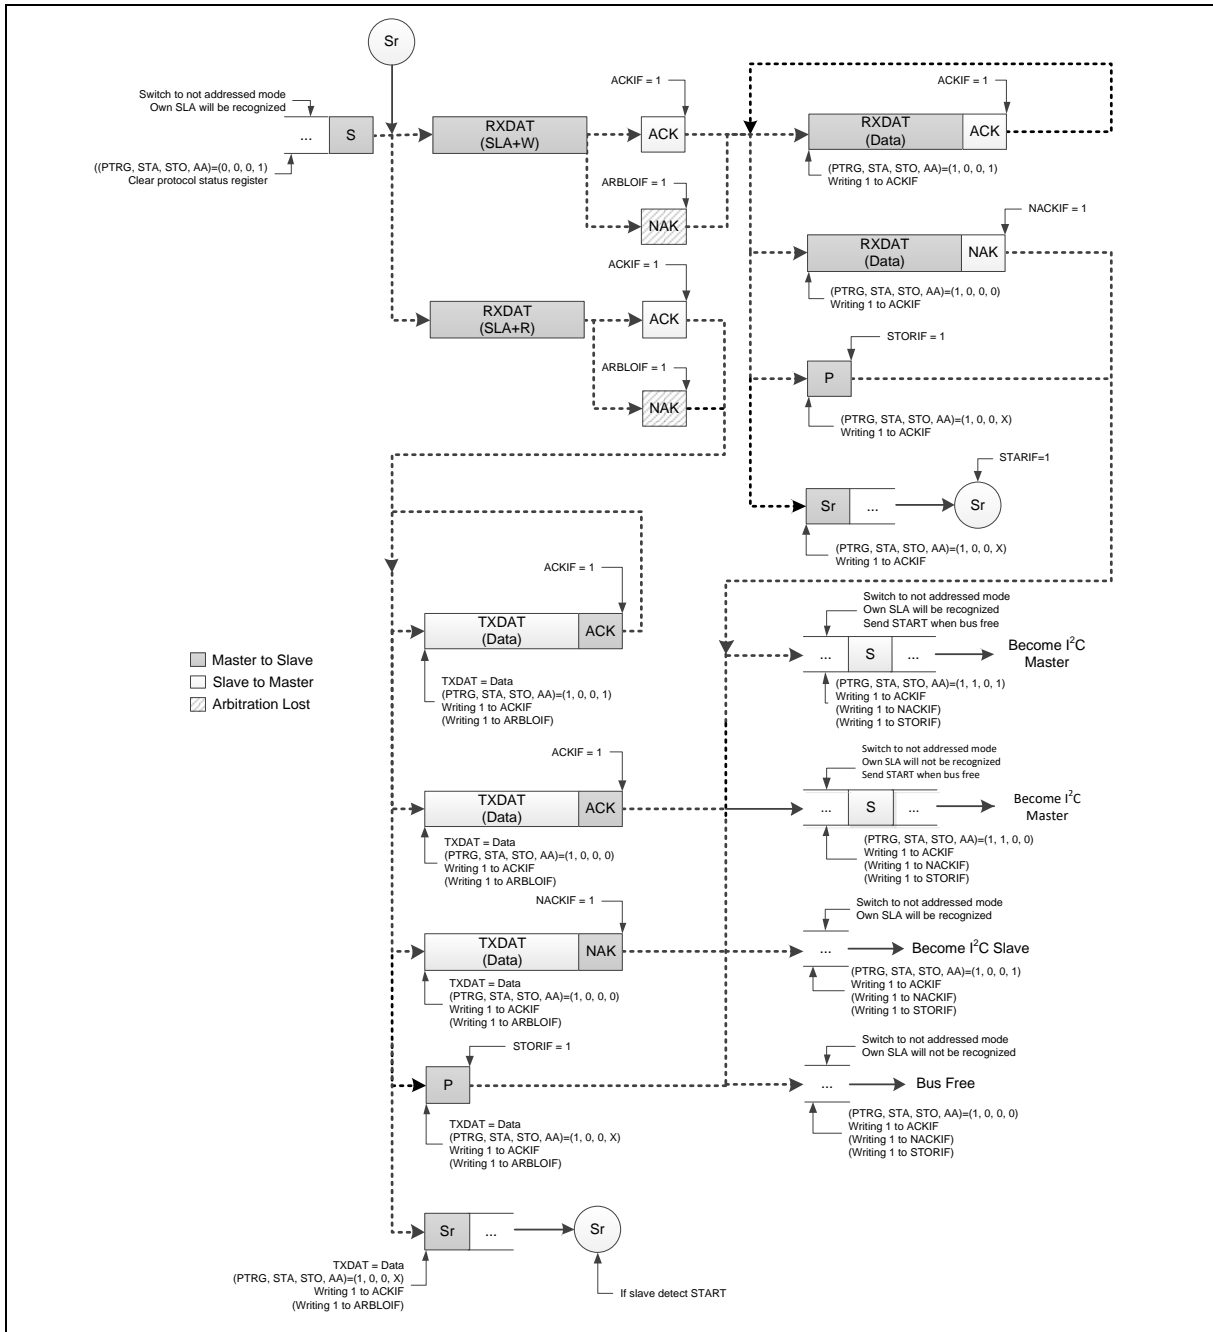 Sr
Switch to not addressed mode
Own SLA will be recognized
...
S
((PTRG, STA, STO, AA)=(0, 0, 0, 1)
Clear protocol status register
RXDAT
(SLA+W)
ACKIF = 1
ACK
ARBLOIF = 1
NAK
ACKIF = 1
RXDAT
(Data)
ACK
(PTRG, STA, STO, AA)=(1, 0, 0, 1)
Writing 1 to ACKIF
NACKIF = 1
RXDAT
(Data)
NAK
(PTRG, STA, STO, AA)=(1, 0, 0, 0)
Writing 1 to ACKIF
RXDAT
(SLA+R)
ACKIF = 1
ACK
ARBLOIF = 1
NAK
STORIF = 1
P
(PTRG, STA, STO, AA)=(1, 0, 0, X)
Writing 1 to ACKIF
STARIF=1
Sr
...
Sr
(PTRG, STA, STO, AA)=(1, 0, 0, X)
Writing 1 to ACKIF
Master to Slave
Slave to Master
Arbitration Lost
ACKIF = 1
TXDAT
(Data)
ACK
TXDAT = Data
(PTRG, STA, STO, AA)=(1, 0, 0, 1)
Writing 1 to ACKIF
(Writing 1 to ARBLOIF)
Switch to not addressed mode
Own SLA will be recognized
Send START when bus free
...
S
...
Become I²C
Master
(PTRG, STA, STO, AA)=(1, 1, 0, 1)
Writing 1 to ACKIF
(Writing 1 to NACKIF)
(Writing 1 to STORIF)
ACKIF = 1
TXDAT
(Data)
ACK
TXDAT = Data
(PTRG, STA, STO, AA)=(1, 0, 0, 0)
Writing 1 to ACKIF
(Writing 1 to ARBLOIF)
Switch to not addressed mode
Own SLA will not be recognized
Send START when bus free
...
S
...
Become I²C
Master
(PTRG, STA, STO, AA)=(1, 1, 0, 0)
Writing 1 to ACKIF
(Writing 1 to NACKIF)
(Writing 1 to STORIF)
NACKIF = 1
TXDAT
(Data)
NAK
TXDAT = Data
(PTRG, STA, STO, AA)=(1, 0, 0, 0)
Writing 1 to ACKIF
(Writing 1 to ARBLOIF)
Switch to not addressed mode
Own SLA will be recognized
...
Become I²C Slave
(PTRG, STA, STO, AA)=(1, 0, 0, 1)
Writing 1 to ACKIF
(Writing 1 to NACKIF)
(Writing 1 to STORIF)
STORIF = 1
P
TXDAT = Data
(PTRG, STA, STO, AA)=(1, 0, 0, X)
Writing 1 to ACKIF
(Writing 1 to ARBLOIF)
Switch to not addressed mode
Own SLA will not be recognized
...
Bus Free
(PTRG, STA, STO, AA)=(1, 0, 0, 0)
Writing 1 to ACKIF
(Writing 1 to NACKIF)
(Writing 1 to STORIF)
Sr
...
Sr
TXDAT = Data
(PTRG, STA, STO, AA)=(1, 0, 0, X)
Writing 1 to ACKIF
(Writing 1 to ARBLOIF)
If slave detect START